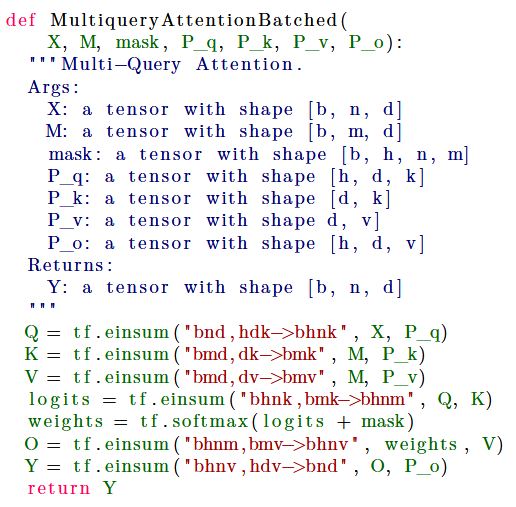 def MultiqueryAttentionBatched(
X, M, mask, P_q, P_k, P_v, P_o):
"""Multi-Query Attention.
Args:
X: a tensor with shape [b, n, d]
M: a tensor with shape [b, m, d]
mask: a tensor with shape [b, h, n, m]
P_q: a tensor with shape [h, d, k]
P_k: a tensor with shape [d, k]
P_v: a tensor with shape d, v]
P_o: a tensor with shape [h, d, v]
Returns:
Y: a tensor with shape [b, n, d]
"""
Q = tf.einsum("bnd,hdk->bhnk", X, P_q)
K = tf.einsum("bmd,dk->bmk", M, P_k)
V = tf.einsum("bmd,dv->bmv", M, P_v)
logits = tf.einsum("bhnk,bmk->bhnm", Q, K)
weights = tf.softmax(logits + mask)
O = tf.einsum("bhnm,bmv->bhnv", weights, V)
Y = tf.einsum("bhnv,hdv->bnd", O, P_o)
return Y